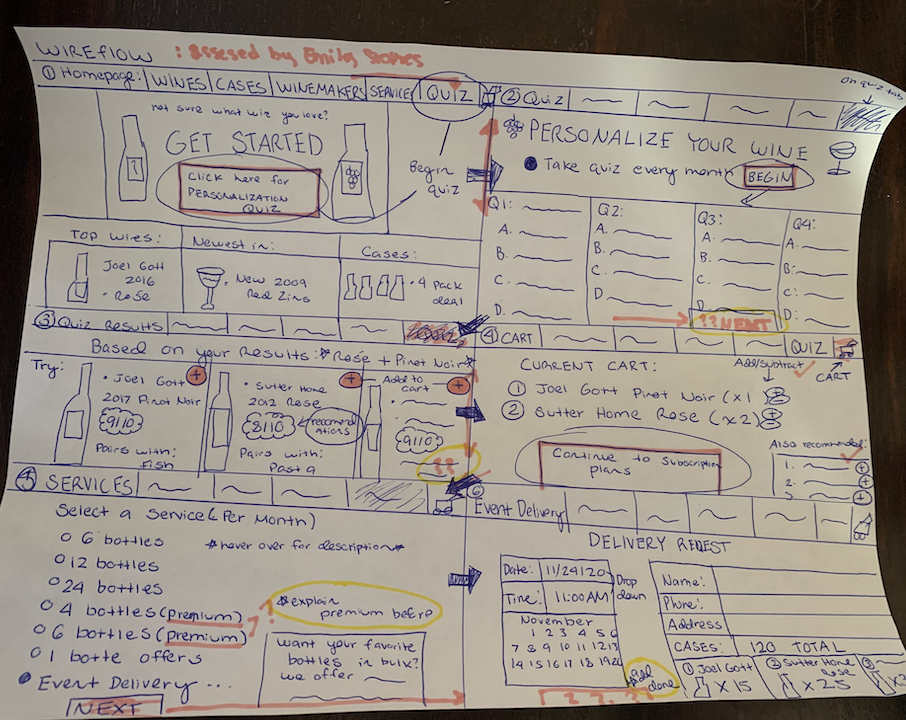 WIREFLOW : Assesed by Emily Stones
① Homepage: WINES CASES WINEMAKERS SERVICES QUIZ
not sure what wiz you love?
GET STARTED
Click here for
PERSONALIZATION
QUIZ
Begin
quiz
TOP WIRES:
Joel Gott
2016
• Rose
Newest in:
• New 2009
Red Zins
Cases:
• 4 pack
deal
② Quiz
on quiz tab
PERSONALIZE YOUR WINE
• Take quiz every month BEGIN
Q1:
A.
B.
C.
D.
Q2:
A.
B.
C.
D
Q3:
A.
B.
C.
D
Q4:
A.
B:
C:
D:
?? NEXT
③ Quiz Results QUIZ
Based on your Results: * Rose + Pinot Noir *
Try:
• Joel Gott +
2017 Pinot Noir
9/10
Pairs with:
fish
• Sutter Home +
2012 Rose
8/10
recomend
ations
Pairs with:
Pasta
Add to
cart +
9/10
??
④ CART QUIZ
CURRENT CART:
Add/subtract
CART
① Joel Gott Pinot Noir (x1)
② Sutter Home Rose (x2)
Continue to subscription
plans
Also recommended:
1. +
2. +
3 +
④ SERVICES
Select a Service (Per Month)
o 6 bottles
*hover over for description*
o 12 bottles
o 24 bottles
o 4 bottles (premium)
o 6 bottles (premium)
o 1 botte offers
• Event Delivery ...
NEXT
?
*explain
premium before
want your favorite
bottles in bulk?
we offer
⑥
Event Delivery
DELIVERY REQEST
Date: 11/24/20
Time: 11:00AM
Drop
down
November
1 2 3 4 5 6
7 8 9 10 11 12 13
14 15 16 17 18 19 20
add
done
? ? ??
Name:
Phone:
Address
CASES: 120 TOTAL
① Joel Gott
x 15
② Sutter Home
Rose
x 25
③